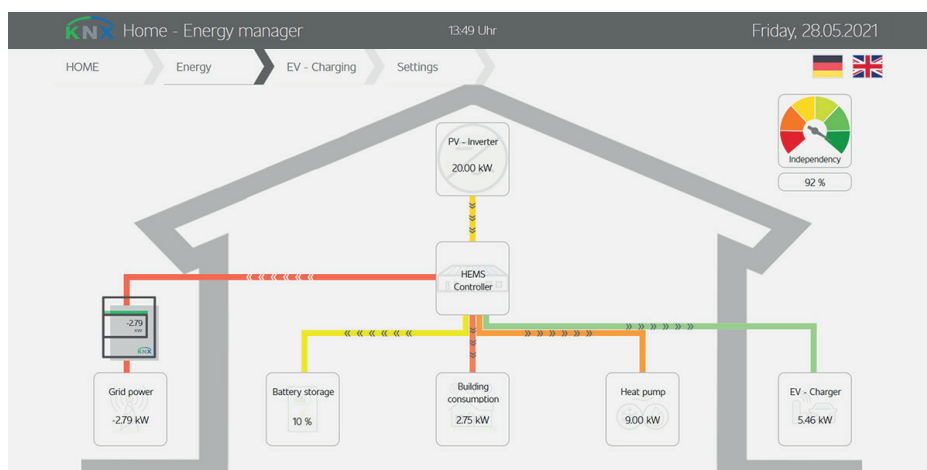 KNX Home - Energy manager
13:49 Uhr
Friday, 28.05.2021
HOME
Energy
EV - Charging
Settings
PV - Inverter
20.00 kW
Independency
92 %
HEMS
Controller
-2.79
kW
KNX
Grid power
-2.79 kW
Battery storage
10 %
Building
consumption
2.75 kW
Heat pump
9.00 kW
EV - Charger
5.46 kW